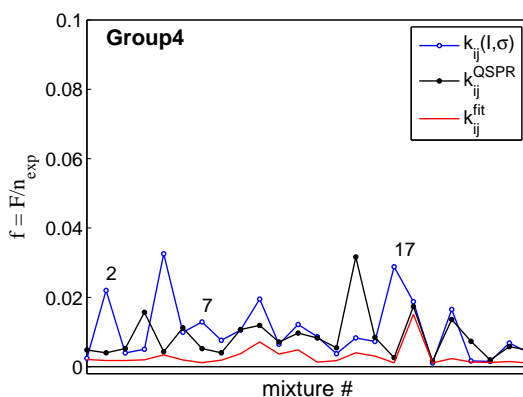 0.1
Group4
k_ij(I,σ)
k_ij^QSPR
k_ij^fit
0.08
0.06
0.04
0.02
0
f = F/n_exp
2
7
17
mixture #